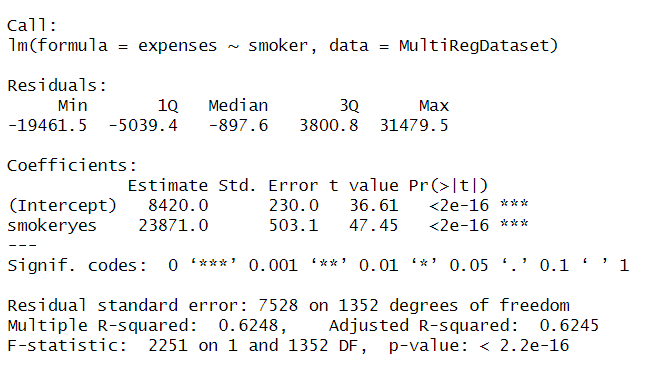 Call:
lm(formula = expenses ~ smoker, data = MultiRegDataset)
Residuals:
Min 1Q Median 3Q Max
-19461.5 -5039.4 -897.6 3800.8 31479.5
Coefficients:
Estimate Std. Error t value Pr(>|t|)
(Intercept) 8420.0 230.0 36.61 <2e-16 ***
smokeryes 23871.0 503.1 47.45 <2e-16 ***
---
Signif. codes: 0 ‘***’ 0.001 ‘**’ 0.01 ‘*’ 0.05 ‘.’ 0.1 ‘ ’ 1
Residual standard error: 7528 on 1352 degrees of freedom
Multiple R-squared: 0.6248, Adjusted R-squared: 0.6245
F-statistic: 2251 on 1 and 1352 DF, p-value: < 2.2e-16